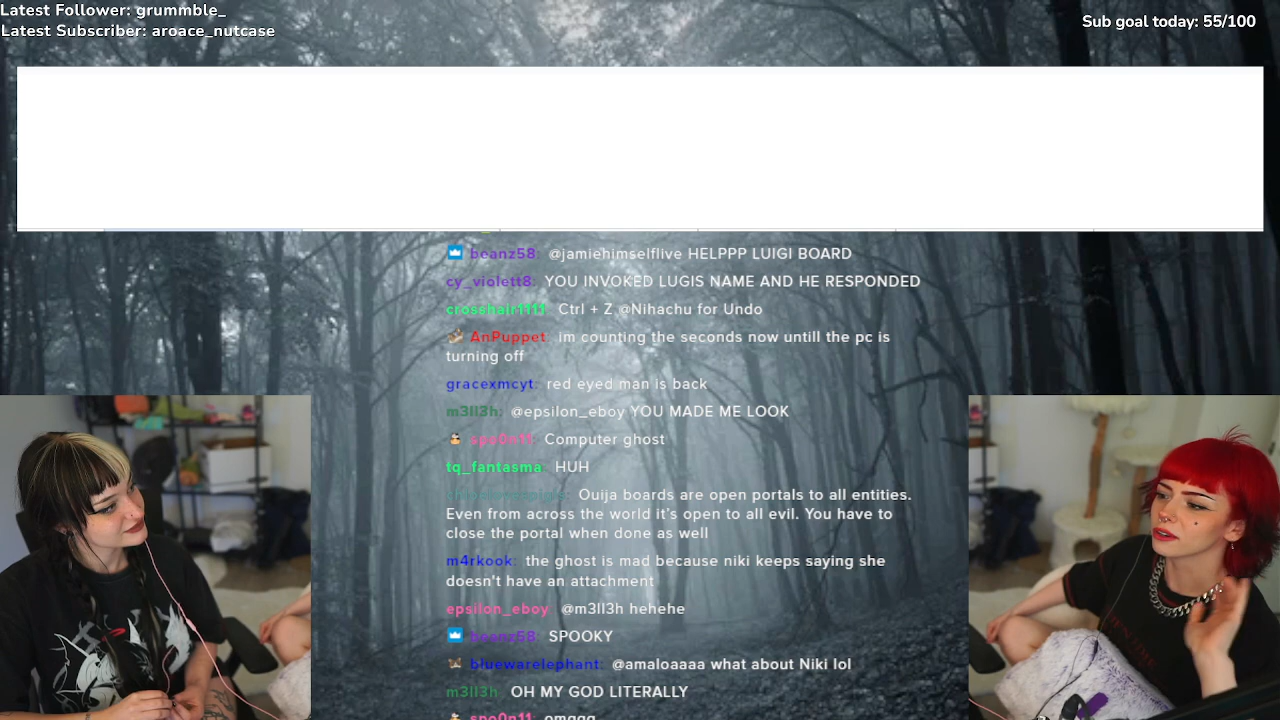 Latest Follower: grummble_
Latest Subscriber: aroace_nutcase
Sub goal today: 55/100
beanz58: @jamiehimselflive HELPPP LUIGI BOARD
cy_violett8: YOU INVOKED LUGIS NAME AND HE RESPONDED
crosshair1111: Ctrl + Z @Nihachu for Undo
AnPuppet: im counting the seconds now untill the pc is
turning off
gracexmcyt: red eyed man is back
m3ll3h: @epsilon_eboy YOU MADE ME LOOK
spo0n11: Computer ghost
tq_fantasma: HUH
Ouija boards are open portals to all entities.
Even from across the world it's open to all evil. You have to
close the portal when done as well
m4rkook: the ghost is mad because niki keeps saying she
doesn't have an attachment
epsilon_eboy: @m3ll3h hehehe
beanz58: SPOOKY
bluewarelephant: @amaloaaaa what about Niki lol
m3ll3h: OH MY GOD LITERALLY
spo0n11: omggg